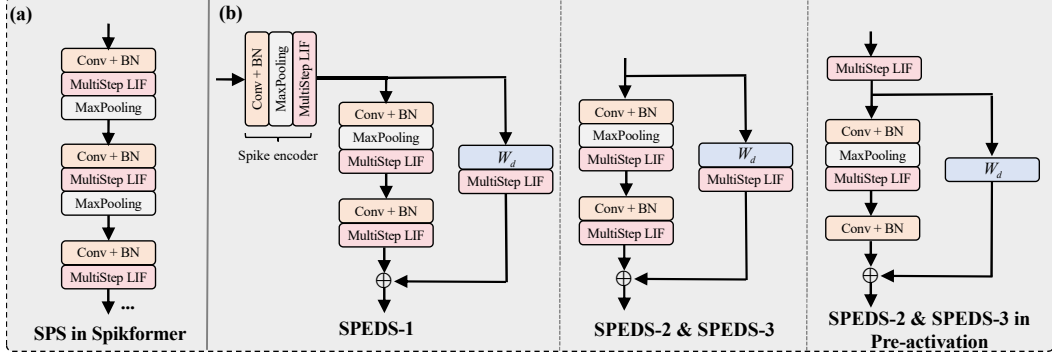 (a)
Conv + BN
MultiStep LIF
MaxPooling
Conv + BN
MultiStep LIF
MaxPooling
Conv + BN
MultiStep LIF
...
SPS in Spikformer
(b)
Conv + BN
MaxPooling
MultiStep LIF
Spike encoder
Conv + BN
MaxPooling
MultiStep LIF
Conv + BN
MultiStep LIF
W_d
MultiStep LIF
SPEDS-1
Conv + BN
MaxPooling
MultiStep LIF
Conv + BN
MultiStep LIF
W_d
MultiStep LIF
SPEDS-2 & SPEDS-3
MultiStep LIF
Conv + BN
MaxPooling
MultiStep LIF
Conv + BN
W_d
SPEDS-2 & SPEDS-3 in
Pre-activation